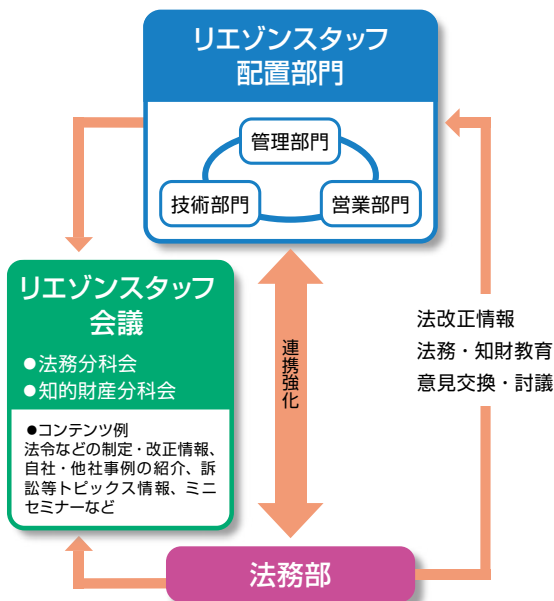 リエゾンスタッフ
配置部門
管理部門
技術部門
営業部門
リエゾンスタッフ
会議
●法務分科会
●知的財産分科会
●コンテンツ例
法令などの制定・改正情報、
自社・他社事例の紹介、訴
訟等トピックス情報、ミニ
セミナーなど
連携強化
法改正情報
法務・知財教育
意見交換・討議
法務部